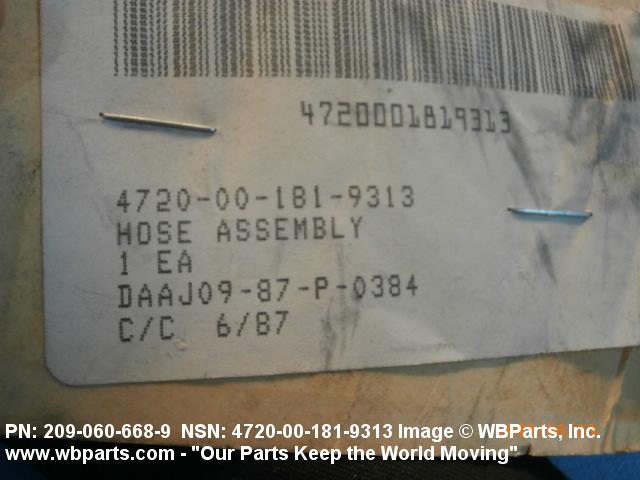 4720001819313
4720-00-181-9313
HOSE ASSEMBLY
1 EA
DAAJ09-87-P-0384
C/C 6/87
PN: 209-060-668-9 NSN: 4720-00-181-9313 Image © WBParts, Inc.
www.wbparts.com - "Our Parts Keep the World Moving"